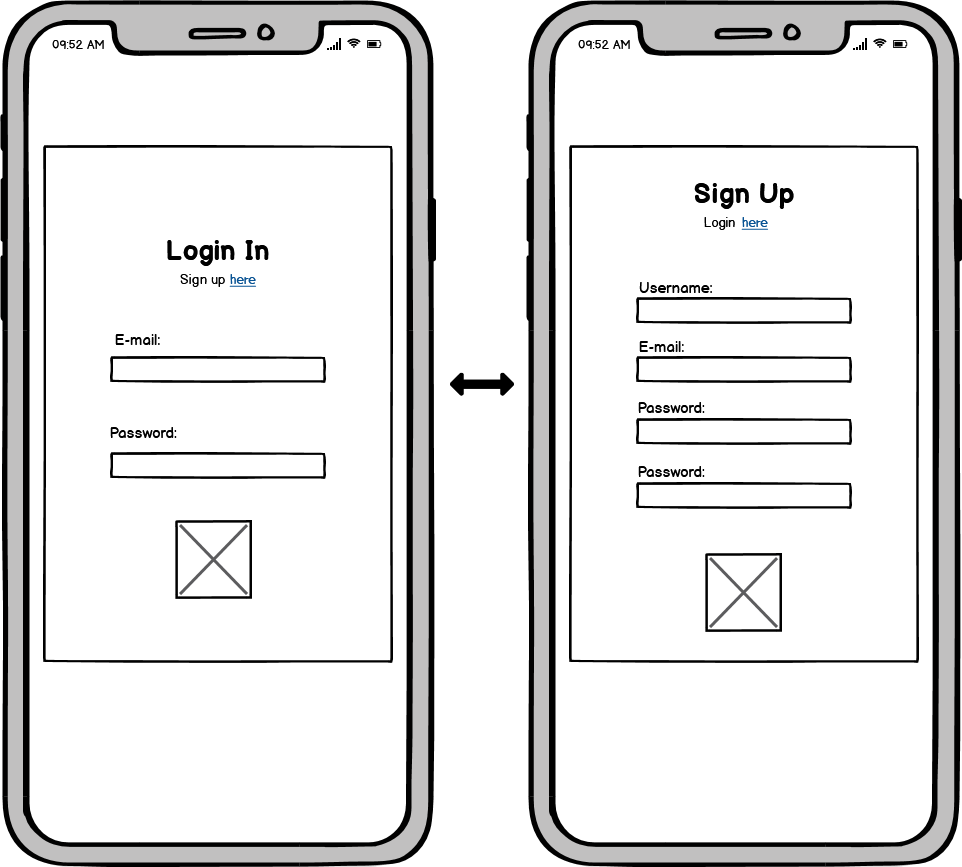 09:52 AM
Login In
Sign up here
E-mail:
Password:
09:52 AM
Sign Up
Login here
Username:
E-mail:
Password:
Password: